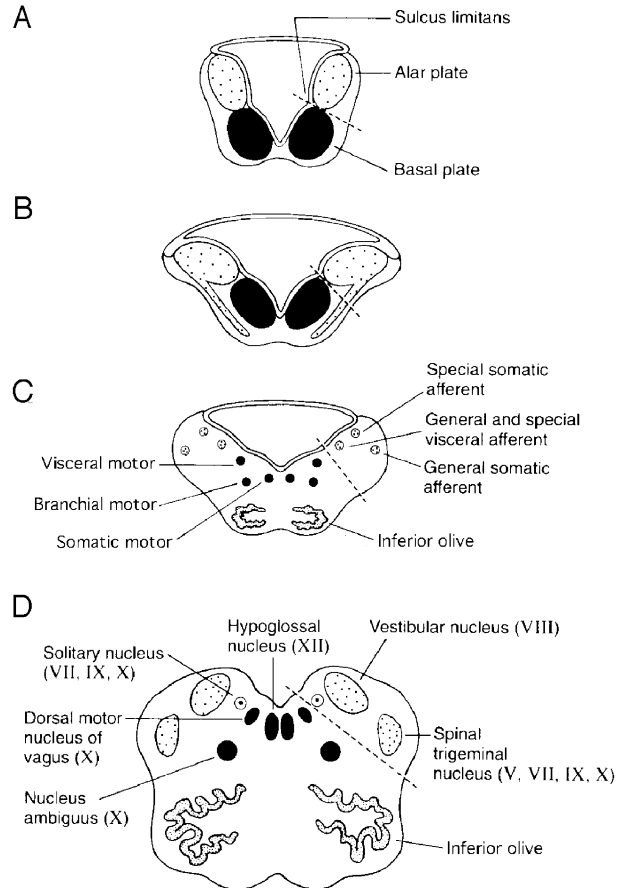 A
Sulcus limitans
Alar plate
Basal plate
B
C
Special somatic
afferent
General and special
visceral afferent
General somatic
afferent
Visceral motor
Branchial motor
Somatic motor
Inferior olive
D
Hypoglossal
nucleus (XII)
Vestibular nucleus (VIII)
Solitary nucleus
(VII, IX, X)
Dorsal motor
nucleus of
vagus (X)
Spinal
trigeminal
nucleus (V, VII, IX, X)
Nucleus
ambiguus (X)
Inferior olive